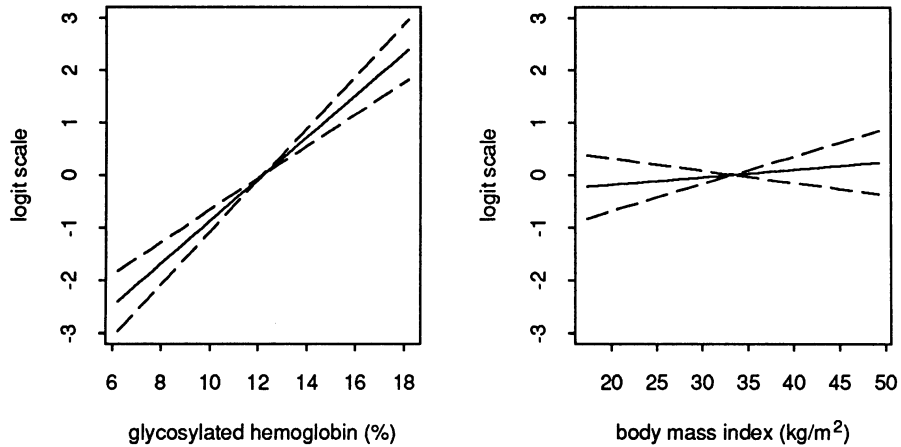 3
2
1
0
-1
-2
-3
logit scale
6 8 10 12 14 16 18
glycosylated hemoglobin (%)
3
2
1
0
-1
-2
-3
logit scale
20 25 30 35 40 45 50
body mass index (kg/m²)